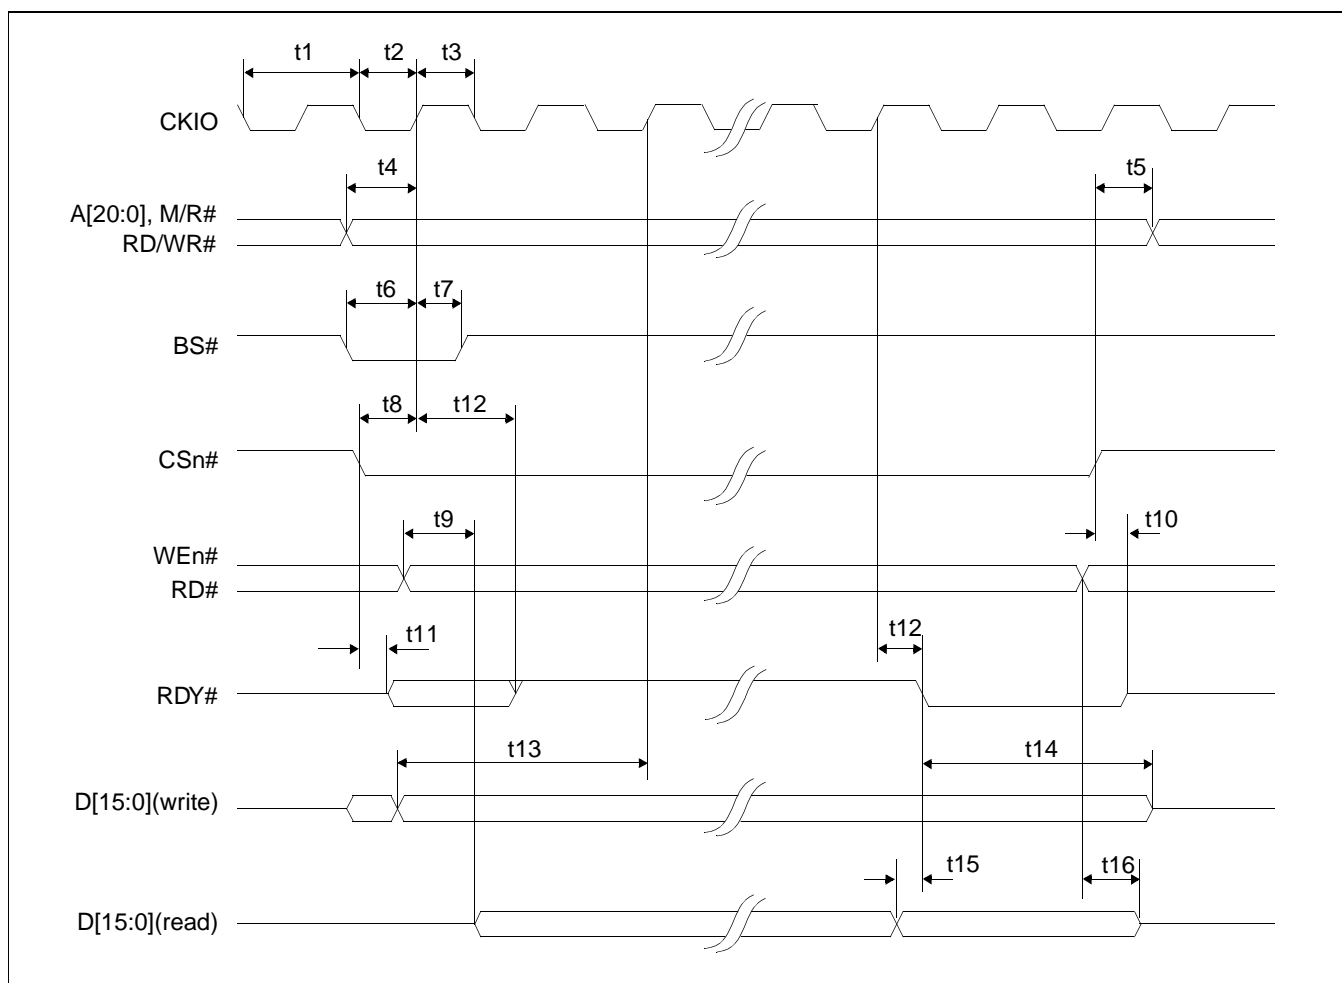 t1 t2 t3
CKIO
t4 t5
A[20:0], M/R#
RD/WR#
t6 t7
BS#
t8 t12
CSn#
t9 t10
WEn#
RD#
t11 t12
RDY#
t13 t14
D[15:0](write)
t15 t16
D[15:0](read)